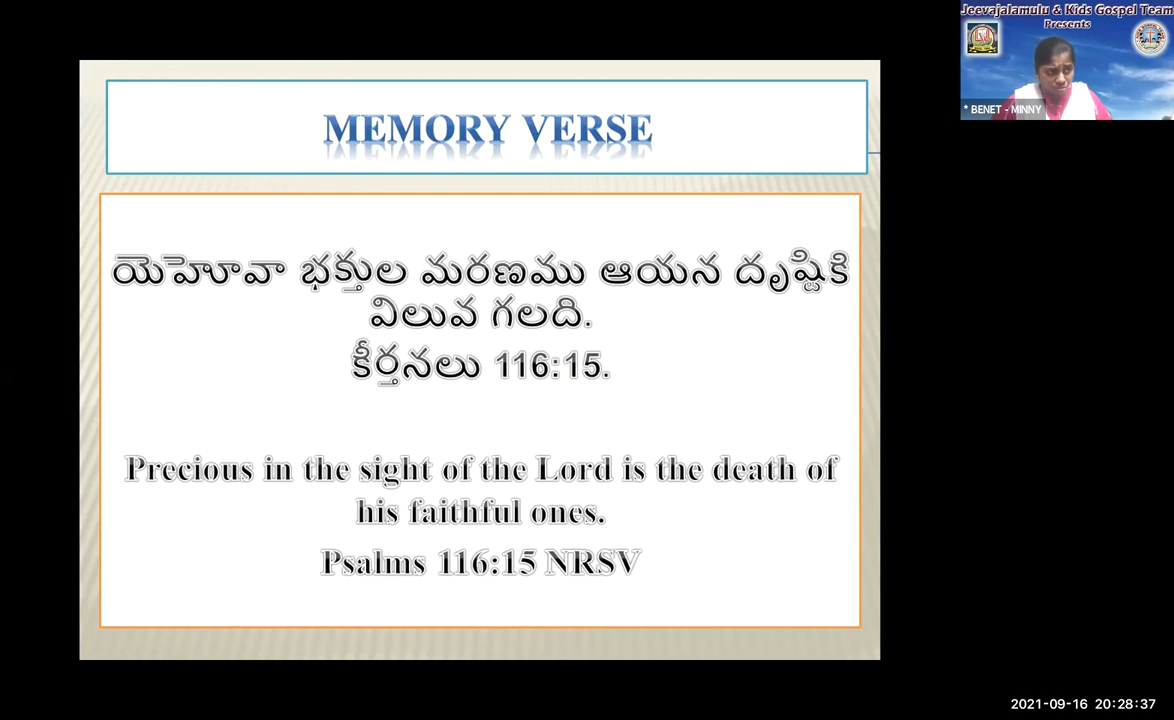 Jeevajalamulu & Kids Gospel Team
Presents
* BENET - MINNY
MEMORY VERSE
యెహోవా భక్తుల మరణము ఆయన దృష్టికి
విలువ గలది.
కీర్తనలు 116:15.
Precious in the sight of the Lord is the death of
his faithful ones.
Psalms 116:15 NRSV
2021-09-16 20:28:37